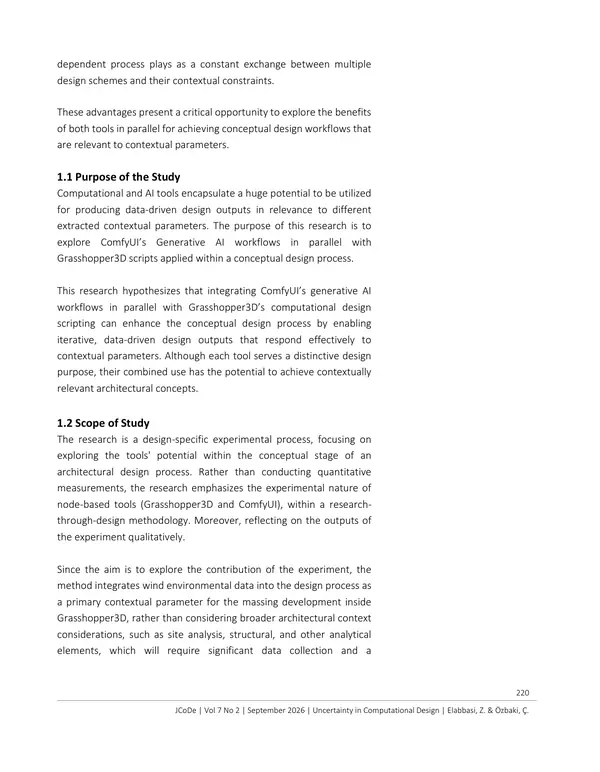 dependent process plays as a constant exchange between multiple
design schemes and their contextual constraints.
These advantages present a critical opportunity to explore the benefits
of both tools in parallel for achieving conceptual design workflows that
are relevant to contextual parameters.
1.1 Purpose of the Study
Computational and AI tools encapsulate a huge potential to be utilized
for producing data-driven design outputs in relevance to different
extracted contextual parameters. The purpose of this research is to
explore ComfyUI’s Generative AI workflows in parallel with
Grasshopper3D scripts applied within a conceptual design process.
This research hypothesizes that integrating ComfyUI’s generative AI
workflows in parallel with Grasshopper3D’s computational design
scripting can enhance the conceptual design process by enabling
iterative, data-driven design outputs that respond effectively to
contextual parameters. Although each tool serves a distinctive design
purpose, their combined use has the potential to achieve contextually
relevant architectural concepts.
1.2 Scope of Study
The research is a design-specific experimental process, focusing on
exploring the tools' potential within the conceptual stage of an
architectural design process. Rather than conducting quantitative
measurements, the research emphasizes the experimental nature of
node-based tools (Grasshopper3D and ComfyUI), within a research-
through-design methodology. Moreover, reflecting on the outputs of
the experiment qualitatively.
Since the aim is to explore the contribution of the experiment, the
method integrates wind environmental data into the design process as
a primary contextual parameter for the massing development inside
Grasshopper3D, rather than considering broader architectural context
considerations, such as site analysis, structural, and other analytical
elements, which will require significant data collection and a
220
JCoDe | Vol 7 No 2 | September 2026 | Uncertainty in Computational Design | Elabbasi, Z. & Özbaki, Ç.